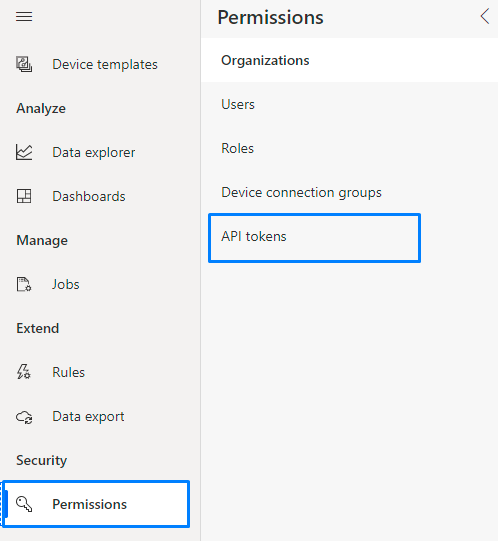 Device templates
Analyze
Data explorer
Dashboards
Manage
Jobs
Extend
Rules
Data export
Security
Permissions
Permissions
Organizations
Users
Roles
Device connection groups
API tokens